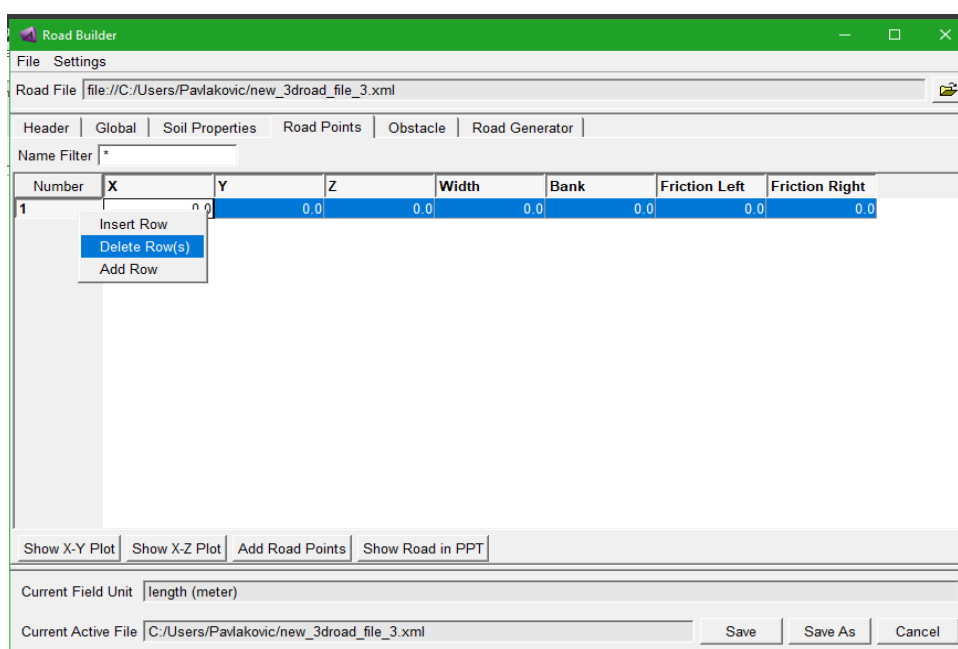 Road Builder
File Settings
Road File file://C:/Users/Pavlakovic/new_3droad_file_3.xml
Header Global Soil Properties Road Points Obstacle Road Generator
Name Filter *
Number X Y Z Width Bank Friction Left Friction Right
1 0.0 0.0 0.0 0.0 0.0 0.0 0.0
Insert Row
Delete Row(s)
Add Row
Show X-Y Plot Show X-Z Plot Add Road Points Show Road in PPT
Current Field Unit length (meter)
Current Active File C:/Users/Pavlakovic/new_3droad_file_3.xml Save Save As Cancel